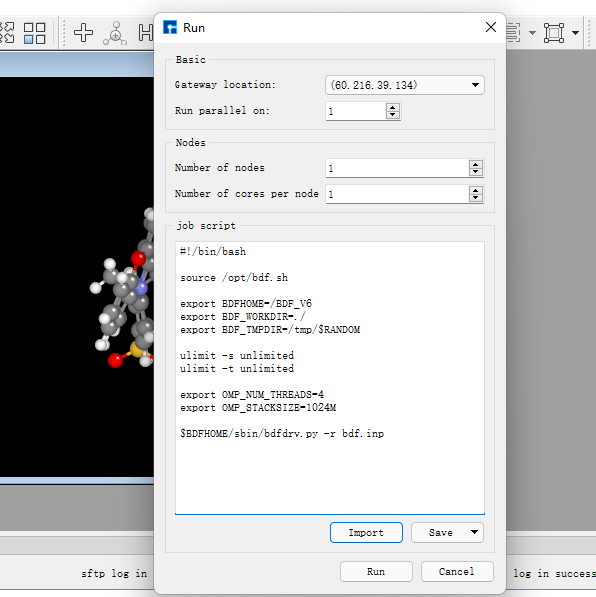 Run
Basic
Gateway location:
(60.216.39.134)
Run parallel on:
1
Nodes
Number of nodes
1
Number of cores per node
1
job script
#!/bin/bash
source /opt/bdf.sh
export BDFHOME=/BDF_V6
export BDF_WORKDIR=./
export BDF_TMPDIR=/tmp/$RANDOM
ulimit -s unlimited
ulimit -t unlimited
export OMP_NUM_THREADS=4
export OMP_STACKSIZE=1024M
$BDFHOME/sbin/bdfdrv.py -r bdf.inp
Import
Save
Run
Cancel
sftp log in
log in success